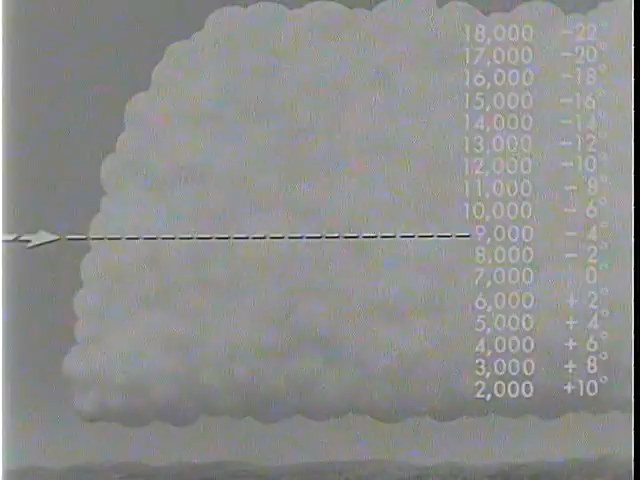 18,000 -22°
17,000 -20°
16,000 -18°
15,000 -16°
14,000 -14°
13,000 -12°
12,000 -10°
11,000 - 8°
10,000 - 6°
9,000 - 4°
8,000 - 2°
7,000 0°
6,000 + 2°
5,000 + 4°
4,000 + 6°
3,000 + 8°
2,000 +10°